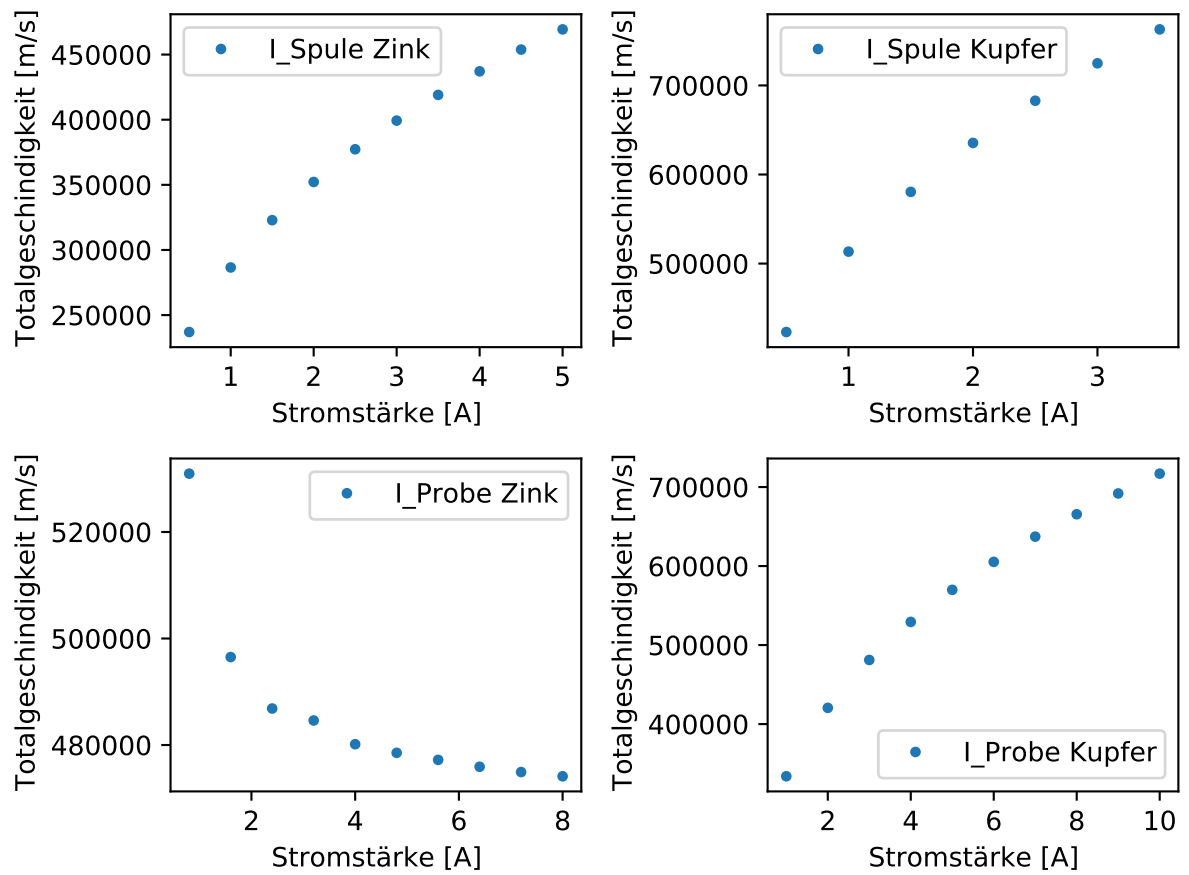 Totalgeschindigkeit [m/s]
450000
400000
350000
300000
250000
I_Spule Zink
1 2 3 4 5
Stromstärke [A]
Totalgeschindigkeit [m/s]
700000
600000
500000
I_Spule Kupfer
1 2 3
Stromstärke [A]
Totalgeschindigkeit [m/s]
520000
500000
480000
I_Probe Zink
2 4 6 8
Stromstärke [A]
Totalgeschindigkeit [m/s]
700000
600000
500000
400000
I_Probe Kupfer
2 4 6 8 10
Stromstärke [A]